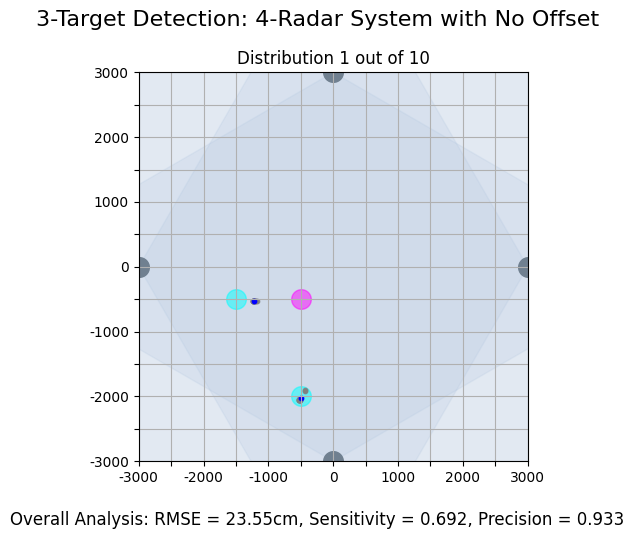 3-Target Detection: 4-Radar System with No Offset
Distribution 1 out of 10
3000
2000
1000
0
-1000
-2000
-3000
-3000 -2000 -1000 0 1000 2000 3000
Overall Analysis: RMSE = 23.55cm, Sensitivity = 0.692, Precision = 0.933